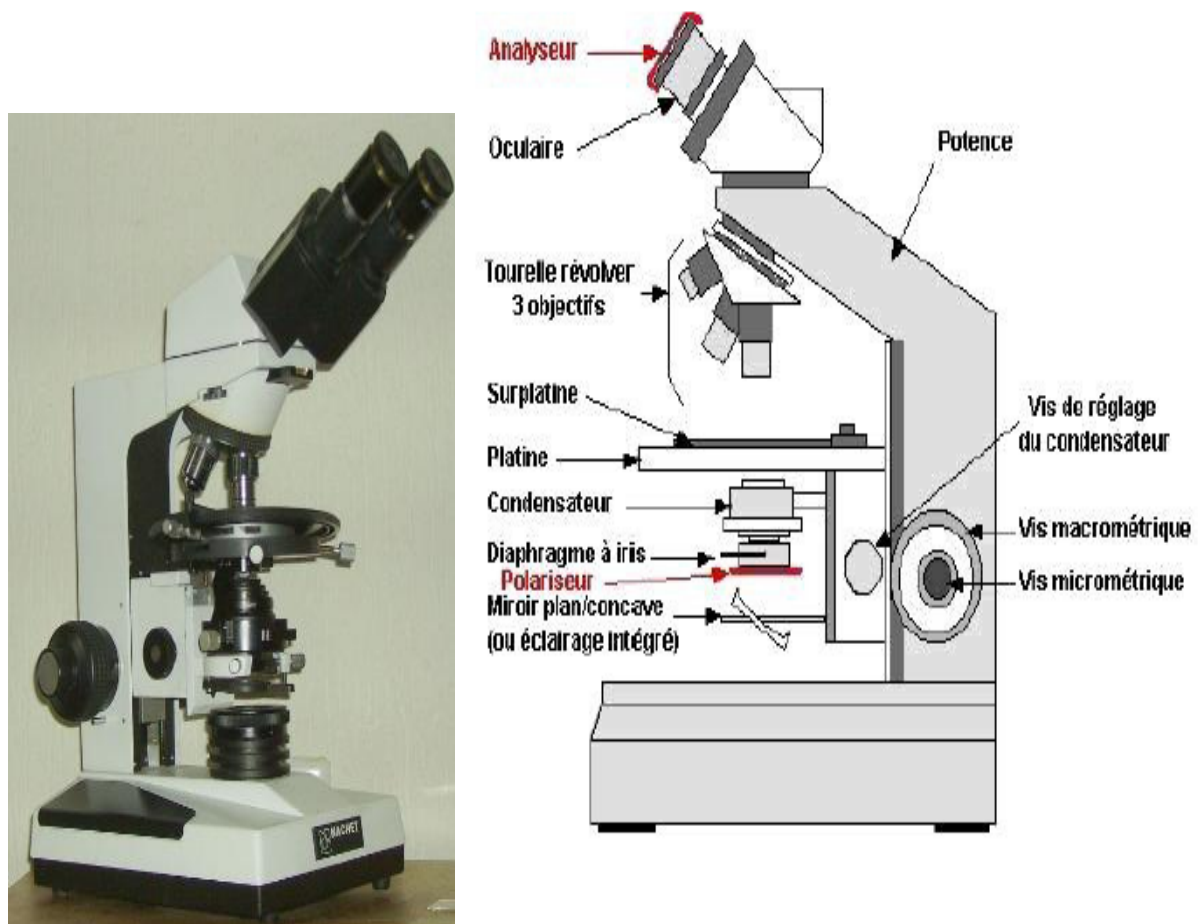 Analyseur
Oculaire
Potence
Tourelle révolver
3 objectifs
Surplatine
Vis de réglage
du condensateur
Platine
Condensateur
Vis macrométrique
Diaphragme à iris
Polariseur
Vis micrométrique
Miroir plan/concave
(ou éclairage intégré)
NACHET